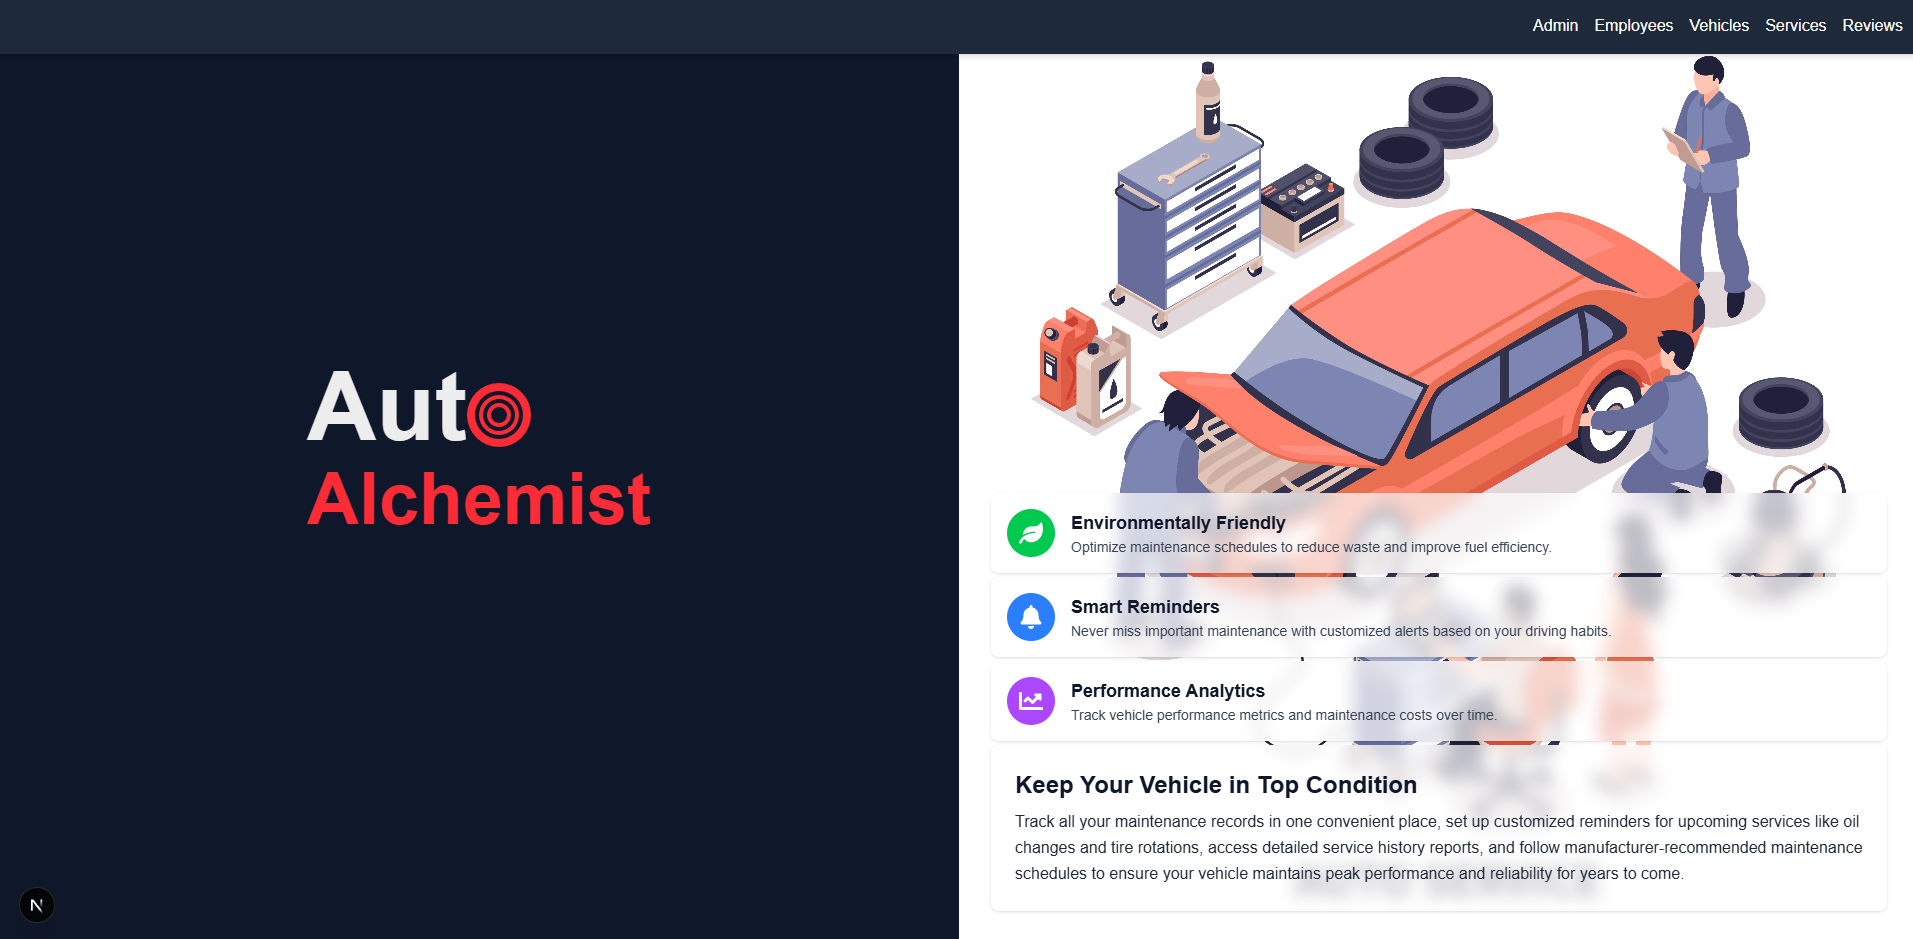 Admin Employees Vehicles Services Reviews
Auto
Alchemist
Environmentally Friendly
Optimize maintenance schedules to reduce waste and improve fuel efficiency.
Smart Reminders
Never miss important maintenance with customized alerts based on your driving habits.
Performance Analytics
Track vehicle performance metrics and maintenance costs over time.
Keep Your Vehicle in Top Condition
Track all your maintenance records in one convenient place, set up customized reminders for upcoming services like oil
changes and tire rotations, access detailed service history reports, and follow manufacturer-recommended maintenance
schedules to ensure your vehicle maintains peak performance and reliability for years to come.
AUTO SERVICE
N